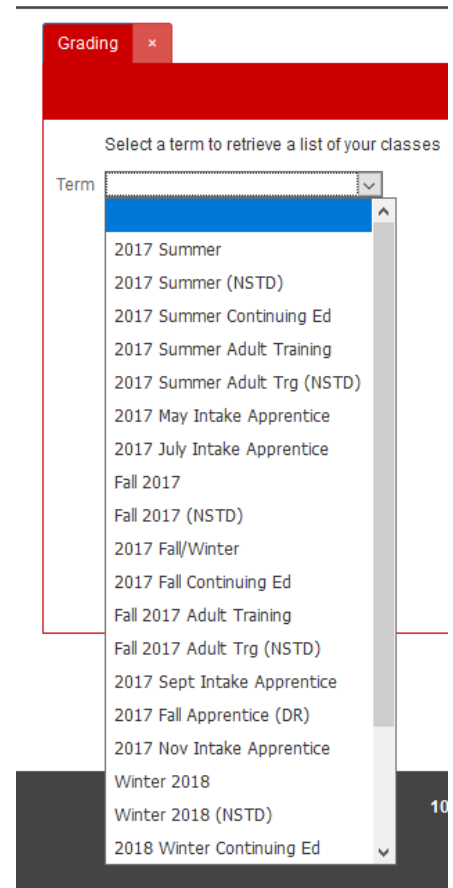 Grading ×
Select a term to retrieve a list of your classes
Term
2017 Summer
2017 Summer (NSTD)
2017 Summer Continuing Ed
2017 Summer Adult Training
2017 Summer Adult Trg (NSTD)
2017 May Intake Apprentice
2017 July Intake Apprentice
Fall 2017
Fall 2017 (NSTD)
2017 Fall/Winter
2017 Fall Continuing Ed
Fall 2017 Adult Training
Fall 2017 Adult Trg (NSTD)
2017 Sept Intake Apprentice
2017 Fall Apprentice (DR)
2017 Nov Intake Apprentice
Winter 2018
Winter 2018 (NSTD)
10
2018 Winter Continuing Ed